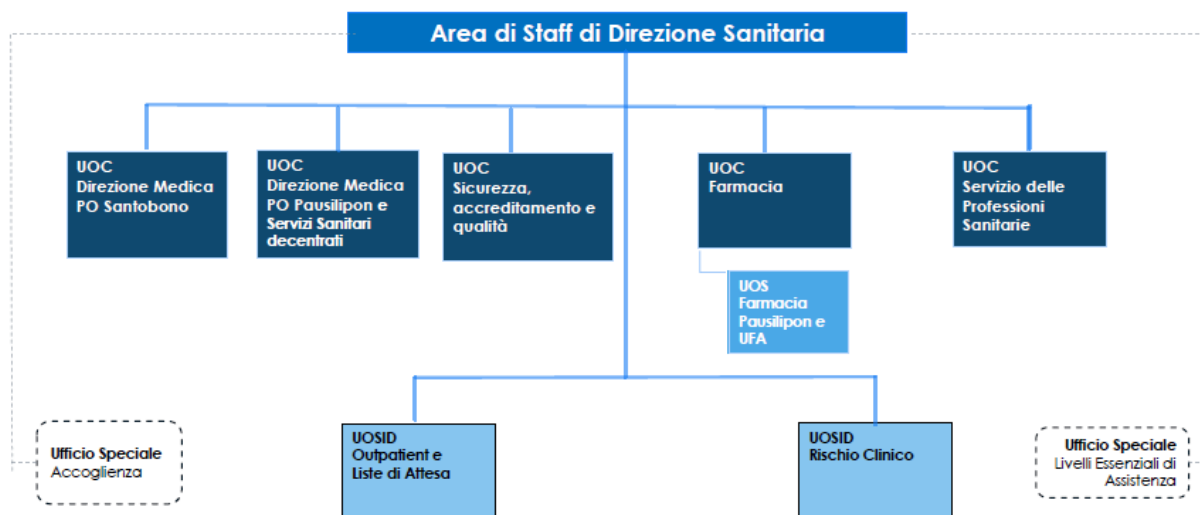 Area di Staff di Direzione Sanitaria
UOC
Direzione Medica
PO Santobono
UOC
Direzione Medica
PO Pausilipon e
Servizi Sanitari
decentrati
UOC
Sicurezza,
accreditamento e
qualità
UOC
Farmacia
UOC
Servizio delle
Professioni
Sanitarie
UOS
Farmacia
Pausilipon e
UFA
Ufficio Speciale
Accoglienza
UOSID
Outpatient e
Liste di Attesa
UOSID
Rischio Clinico
Ufficio Speciale
Livelli Essenziali di
Assistenza